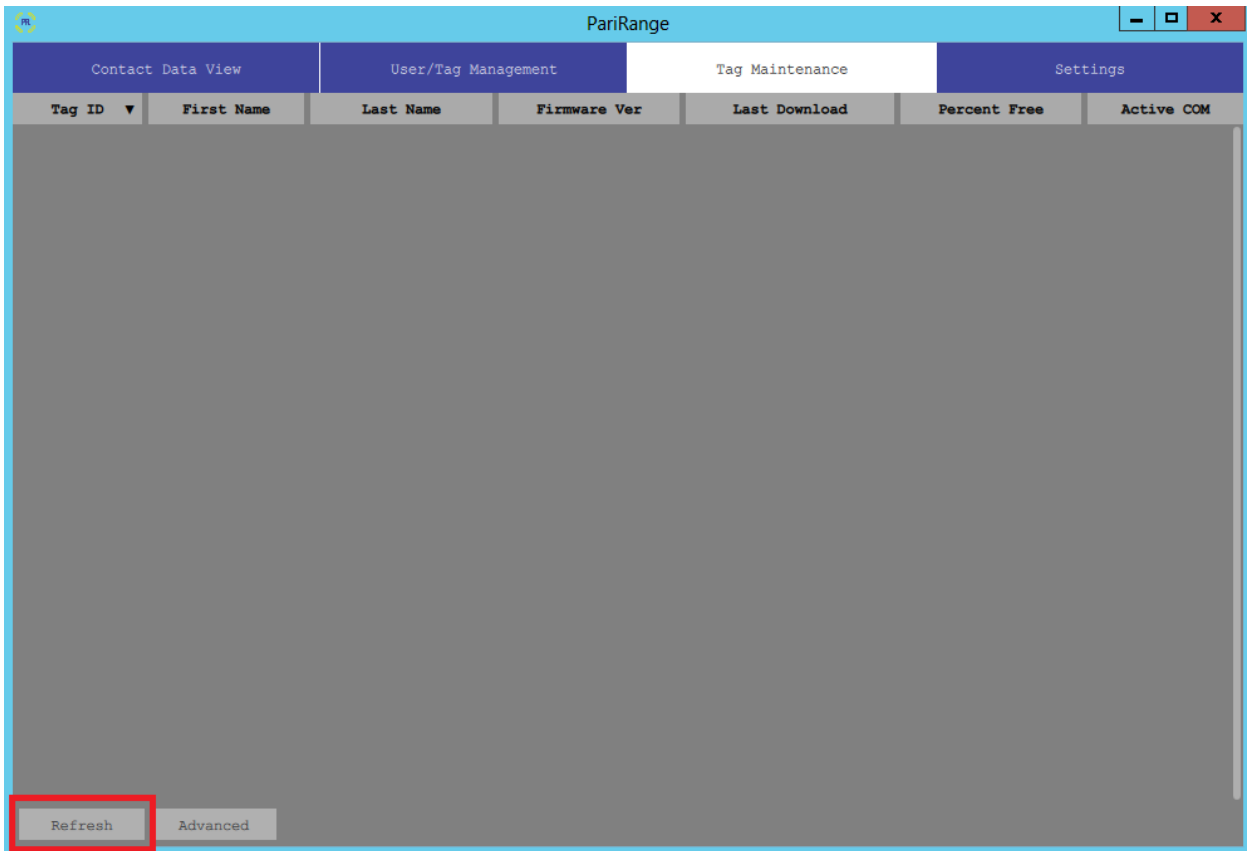 PR PariRange X
Contact Data View User/Tag Management Tag Maintenance Settings
Tag ID ▼ First Name Last Name Firmware Ver Last Download Percent Free Active COM
Refresh Advanced